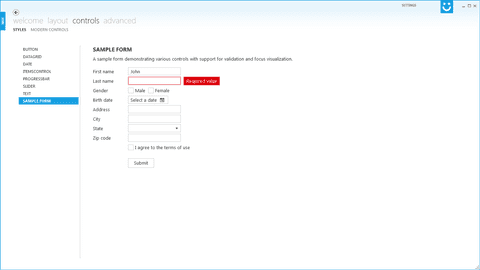 SETTINGS
welcome layout controls advanced
STYLES MODERN CONTROLS
BUTTON
DATAGRID
DATE
ITEMSCONTROL
PROGRESSBAR
SLIDER
TEXT
SAMPLE FORM
SAMPLE FORM
A sample form demonstrating various controls with support for validation and focus visualization.
First name John
Last name Required value
Gender Male Female
Birth date Select a date
Address
City
State
Zip code
I agree to the terms of use
Submit